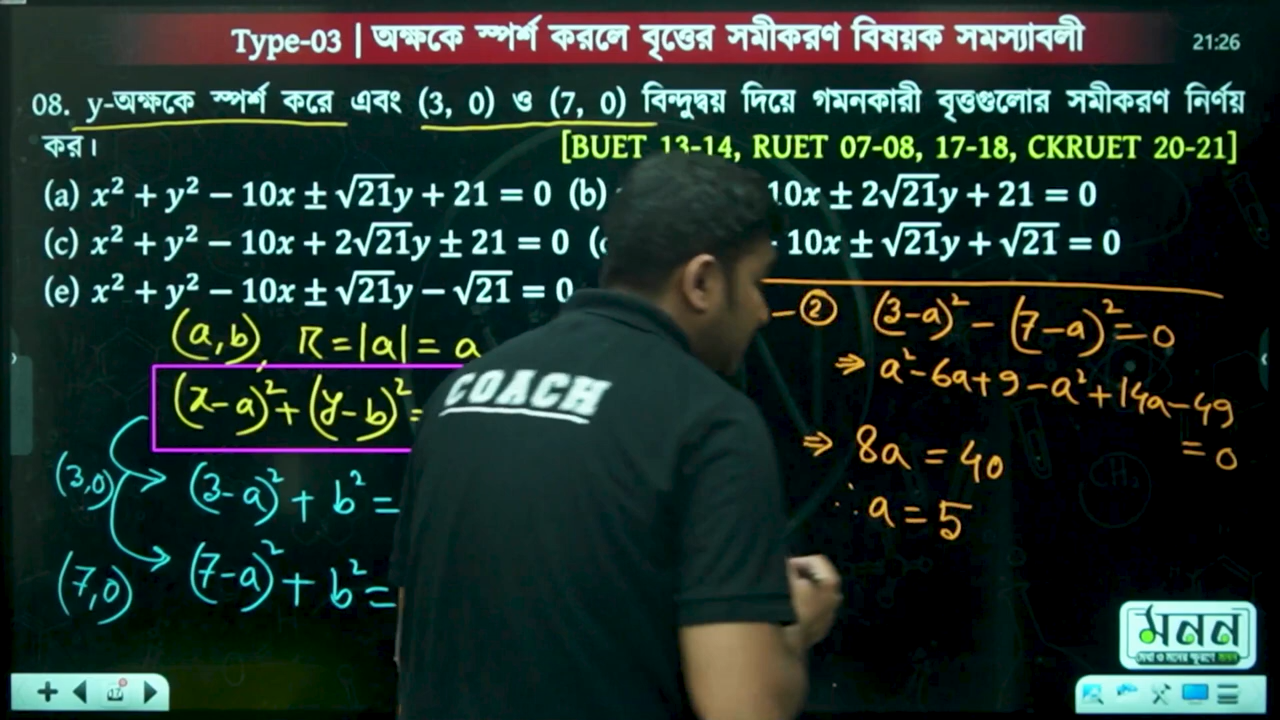 Type-03 | অক্ষকে স্পর্শ করলে বৃত্তের সমীকরণ বিষয়ক সমস্যাবলী
21:26
08. y-অক্ষকে স্পর্শ করে এবং (3, 0) ও (7, 0) বিন্দুদ্বয় দিয়ে গমনকারী বৃত্তগুলোর সমীকরণ নির্ণয়
কর।
[BUET 13-14, RUET 07-08, 17-18, CKRUET 20-21]
(a) x² + y² − 10x ± √21y + 21 = 0 (b) 10x ± 2√21y + 21 = 0
(c) x² + y² − 10x + 2√21y ± 21 = 0 − 10x ± √21y + √21 = 0
(e) x² + y² − 10x ± √21y − √21 = 0
(a,b), r = |a| = a
(x-a)² + (y-b)² =
(3,0) → (3-a)² + b² =
(7,0) → (7-a)² + b² =
-② (3-a)² - (7-a)² = 0
⇒ a² - 6a + 9 - a² + 14a - 49
= 0
⇒ 8a = 40
∴ a = 5
COACH
মনন